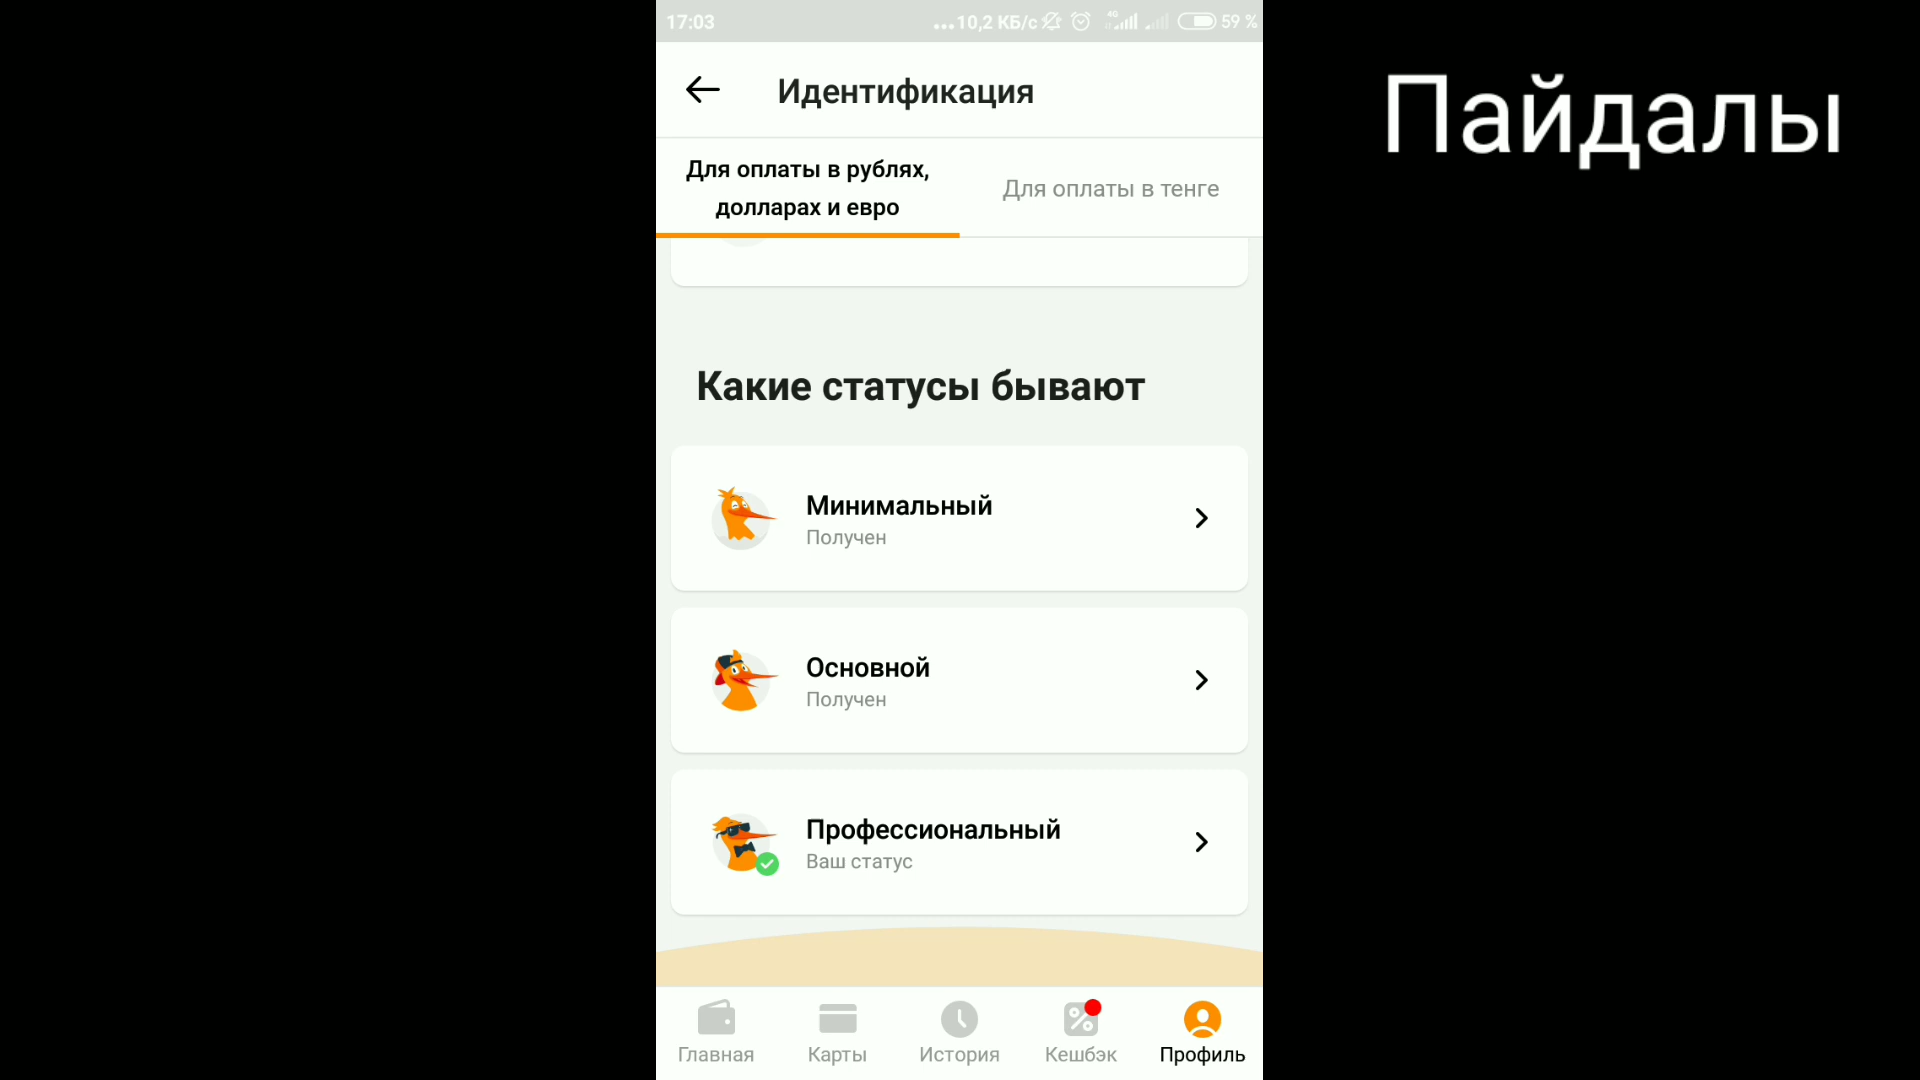 17:03
...10,2 КБ/с 4G 59 %
Пайдалы
Идентификация
Для оплаты в рублях,
долларах и евро
Для оплаты в тенге
Какие статусы бывают
Минимальный
Получен
Основной
Получен
Профессиональный
Ваш статус
Главная
Карты
История
Кешбэк
Профиль